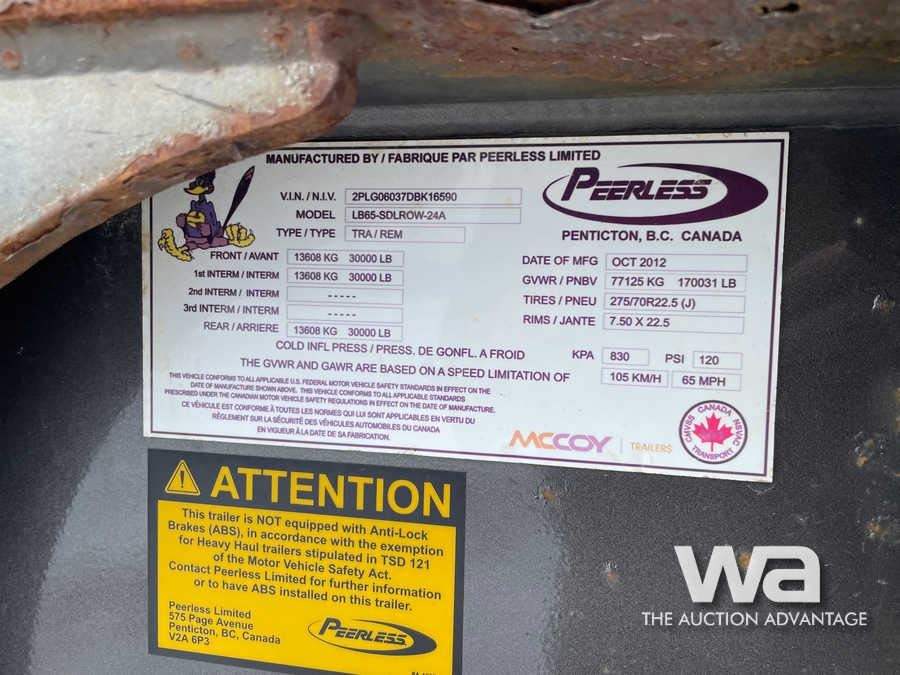 MANUFACTURED BY / FABRIQUE PAR PEERLESS LIMITED
PEERLESS
PENTICTON, B.C. CANADA
V.I.N. / N.I.V. 2PLG06037DBK16590
MODEL LB65-SDLROW-24A
TYPE / TYPE TRA / REM
FRONT / AVANT 13608 KG 30000 LB
1st INTERM / INTERM 13608 KG 30000 LB
2nd INTERM / INTERM - - - - -
3rd INTERM / INTERM - - - - -
REAR / ARRIERE 13608 KG 30000 LB
DATE OF MFG OCT 2012
GVWR / PNBV 77125 KG 170031 LB
TIRES / PNEU 275/70R22.5 (J)
RIMS / JANTE 7.50 X 22.5
COLD INFL PRESS / PRESS. DE GONFL. A FROID KPA 830 PSI 120
THE GVWR AND GAWR ARE BASED ON A SPEED LIMITATION OF 105 KM/H 65 MPH
THIS VEHICLE CONFORMS TO ALL APPLICABLE U.S. FEDERAL MOTOR VEHICLE SAFETY STANDARDS IN EFFECT ON THE
DATE OF MANUFACTURE SHOWN ABOVE. THIS VEHICLE CONFORMS TO ALL APPLICABLE STANDARDS
PRESCRIBED UNDER THE CANADIAN MOTOR VEHICLE SAFETY REGULATIONS IN EFFECT ON THE DATE OF MANUFACTURE.
CE VÉHICULE EST CONFORME À TOUTES LES NORMES QUI LUI SONT APPLICABLES EN VERTU DU
RÈGLEMENT SUR LA SÉCURITÉ DES VÉHICULES AUTOMOBILES DU CANADA
EN VIGUEUR À LA DATE DE SA FABRICATION.
MCCOY | TRAILERS
CANADA
CMVSS NSVAC
TRANSPORT
ATTENTION
This trailer is NOT equipped with Anti-Lock
Brakes (ABS), in accordance with the exemption
for Heavy Haul trailers stipulated in TSD 121
of the Motor Vehicle Safety Act.
Contact Peerless Limited for further information
or to have ABS installed on this trailer.
Peerless Limited
575 Page Avenue
Penticton, BC, Canada
V2A 6P3
PEERLESS
wa
THE AUCTION ADVANTAGE